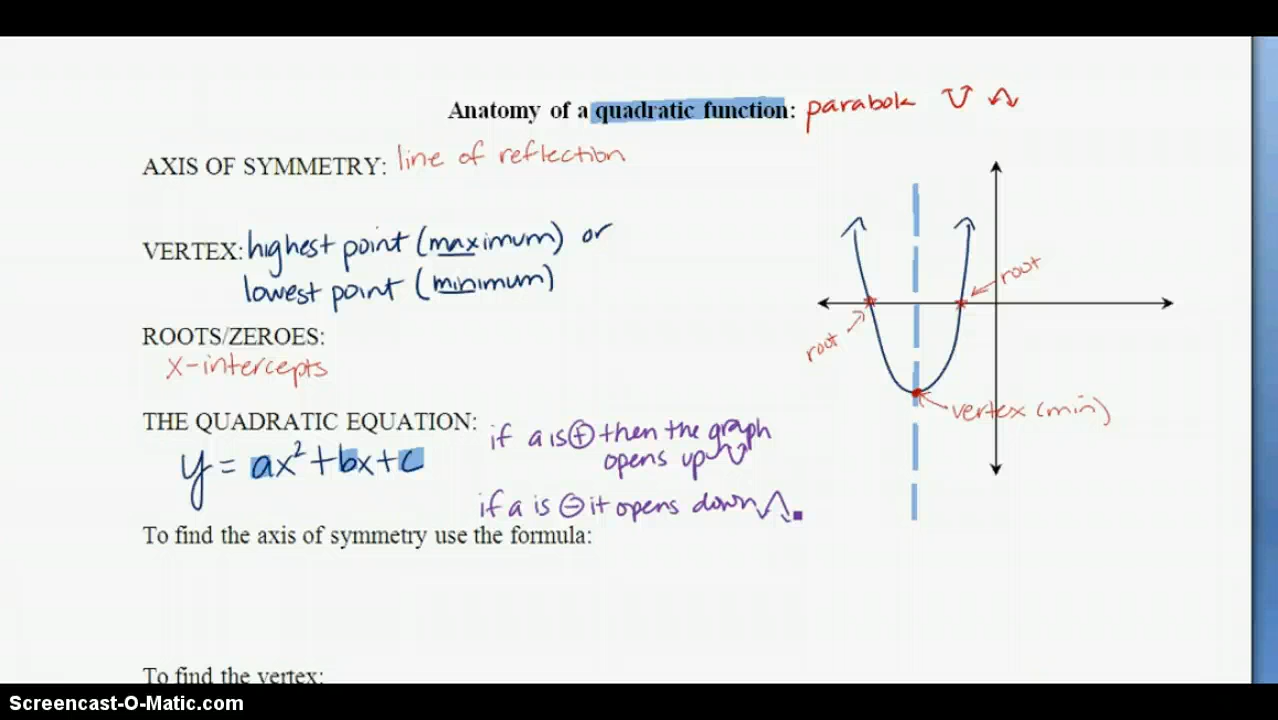 Anatomy of a quadratic function: parabola
AXIS OF SYMMETRY: line of reflection
VERTEX: highest point (maximum) or
lowest point (minimum)
ROOTS/ZEROES:
x-intercepts
THE QUADRATIC EQUATION:
y = ax² + bx + c
if a is ⊕ then the graph
opens up
if a is ⊖ it opens down
To find the axis of symmetry use the formula:
To find the vertex:
root
root
vertex (min)
Screencast-O-Matic.com